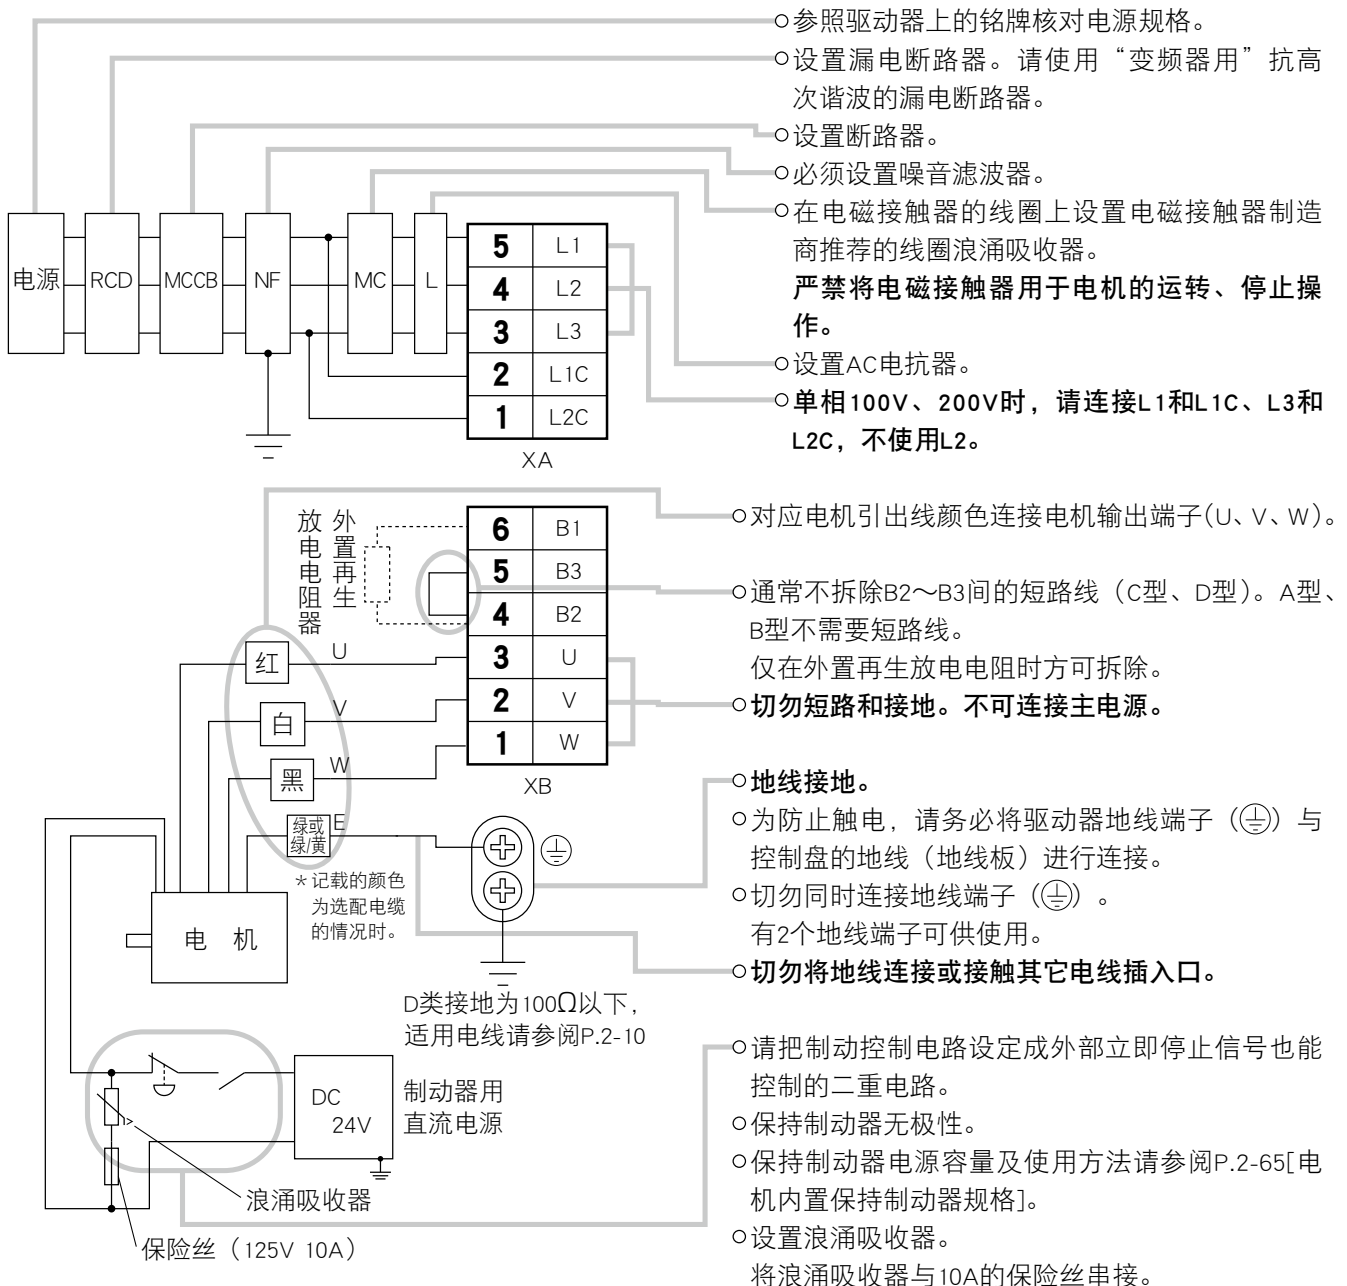 参照驱动器上的铭牌核对电源规格。
设置漏电断路器。请使用“变频器用”抗高
次谐波的漏电断路器。
设置断路器。
必须设置噪音滤波器。
在电磁接触器的线圈上设置电磁接触器制造
商推荐的线圈浪涌吸收器。
严禁将电磁接触器用于电机的运转、停止操
作。
设置AC电抗器。
单相100V、200V时，请连接L1和L1C、L3和
L2C，不使用L2。
电源
RCD
MCCB
NF
MC
L
5 L1
4 L2
3 L3
2 L1C
1 L2C
XA
外置再生
放电电阻器
6 B1
5 B3
4 B2
3 U
2 V
1 W
XB
红 U
白 V
黑 W
绿或 E
绿/黄
＊记载的颜色
为选配电缆
的情况时。
电 机
D类接地为100Ω以下，
适用电线请参阅P.2-10
DC
24V
制动器用
直流电源
浪涌吸收器
保险丝（125V 10A）
对应电机引出线颜色连接电机输出端子(U、V、W)。
通常不拆除B2～B3间的短路线（C型、D型）。A型、
B型不需要短路线。
仅在外置再生放电电阻时方可拆除。
切勿短路和接地。不可连接主电源。
地线接地。
为防止触电，请务必将驱动器地线端子（⏚）与
控制盘的地线（地线板）进行连接。
切勿同时连接地线端子（⏚）。
有2个地线端子可供使用。
切勿将地线连接或接触其它电线插入口。
请把制动控制电路设定成外部立即停止信号也能
控制的二重电路。
保持制动器无极性。
保持制动器电源容量及使用方法请参阅P.2-65[电
机内置保持制动器规格]。
设置浪涌吸收器。
将浪涌吸收器与10A的保险丝串接。